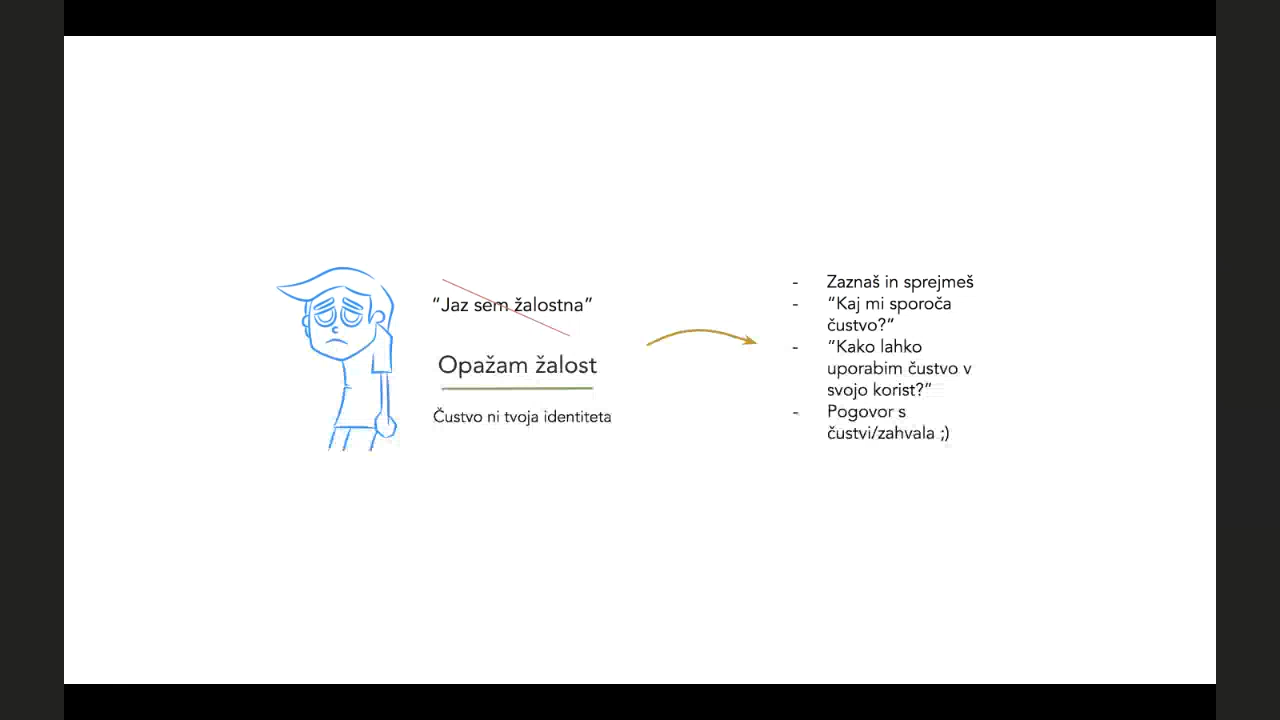 “Jaz sem žalostna”
Opažam žalost
Čustvo ni tvoja identiteta
- Zaznaš in sprejmeš
- “Kaj mi sporoča
čustvo?“
- “Kako lahko
uporabim čustvo v
svojo korist?”
- Pogovor s
čustvi/zahvala ;)